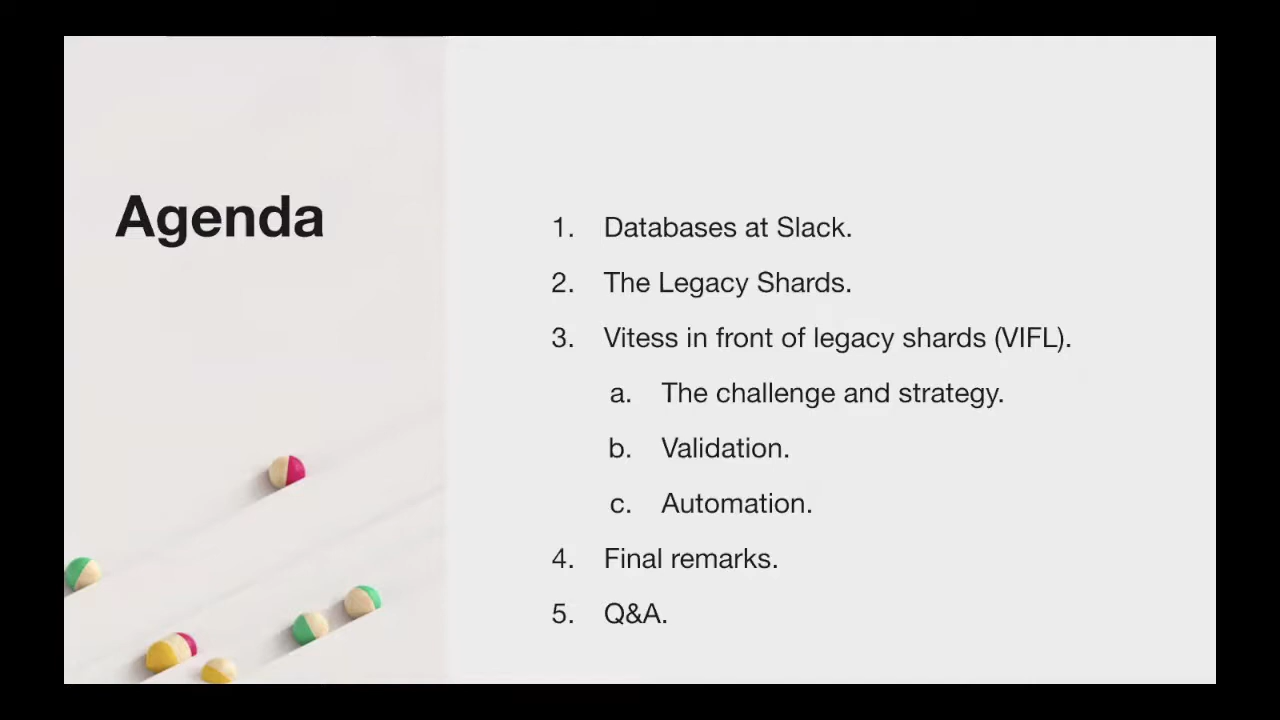 Agenda
1. Databases at Slack.
2. The Legacy Shards.
3. Vitess in front of legacy shards (VIFL).
a. The challenge and strategy.
b. Validation.
c. Automation.
4. Final remarks.
5. Q&A.